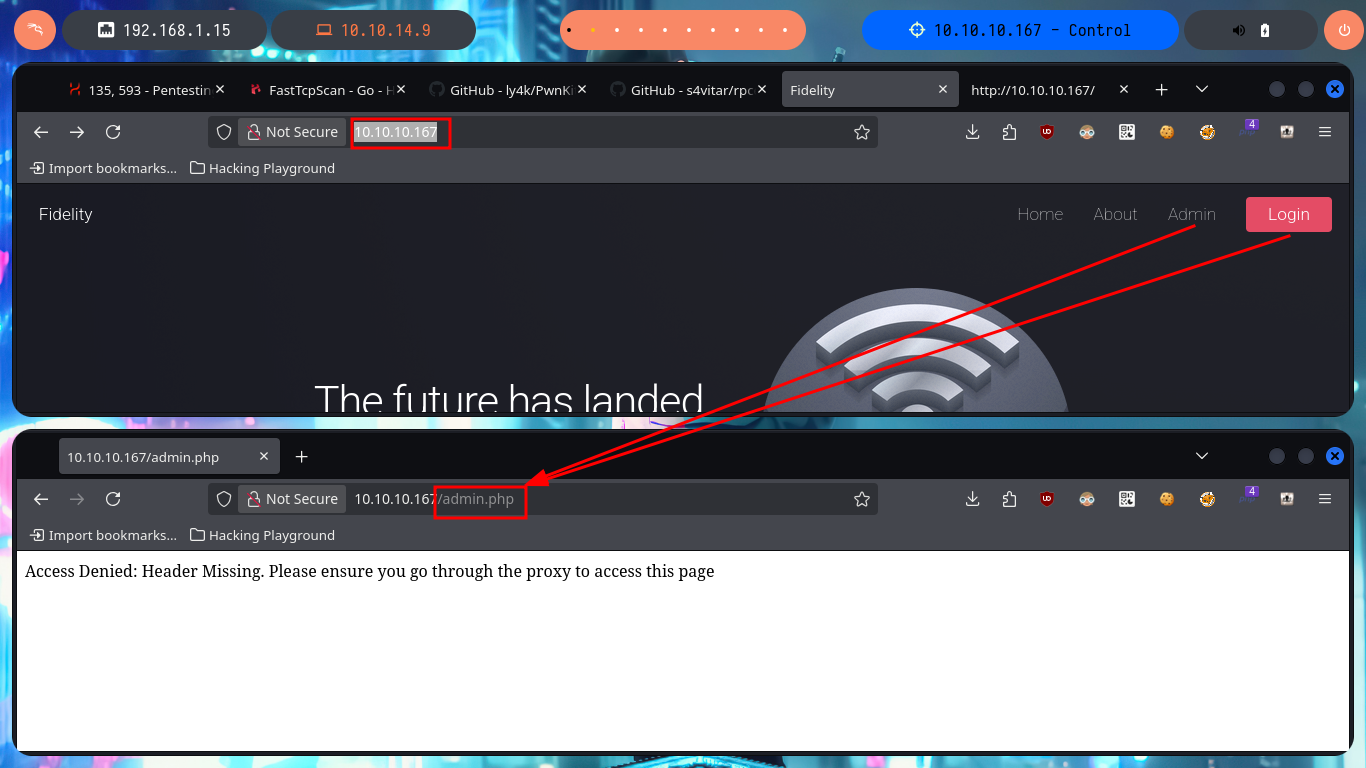 192.168.1.15
10.10.14.9
10.10.10.167 - Control
135, 593 - Pentestin
FastTcpScan - Go - H
GitHub - ly4k/PwnKi
GitHub - s4vitar/rpc
Fidelity
http://10.10.10.167/
Not Secure
10.10.10.167
4
Import bookmarks...
Hacking Playground
Fidelity
Home
About
Admin
Login
The future has landed
10.10.10.167/admin.php
Not Secure
10.10.10.167/admin.php
4
Import bookmarks...
Hacking Playground
Access Denied: Header Missing. Please ensure you go through the proxy to access this page